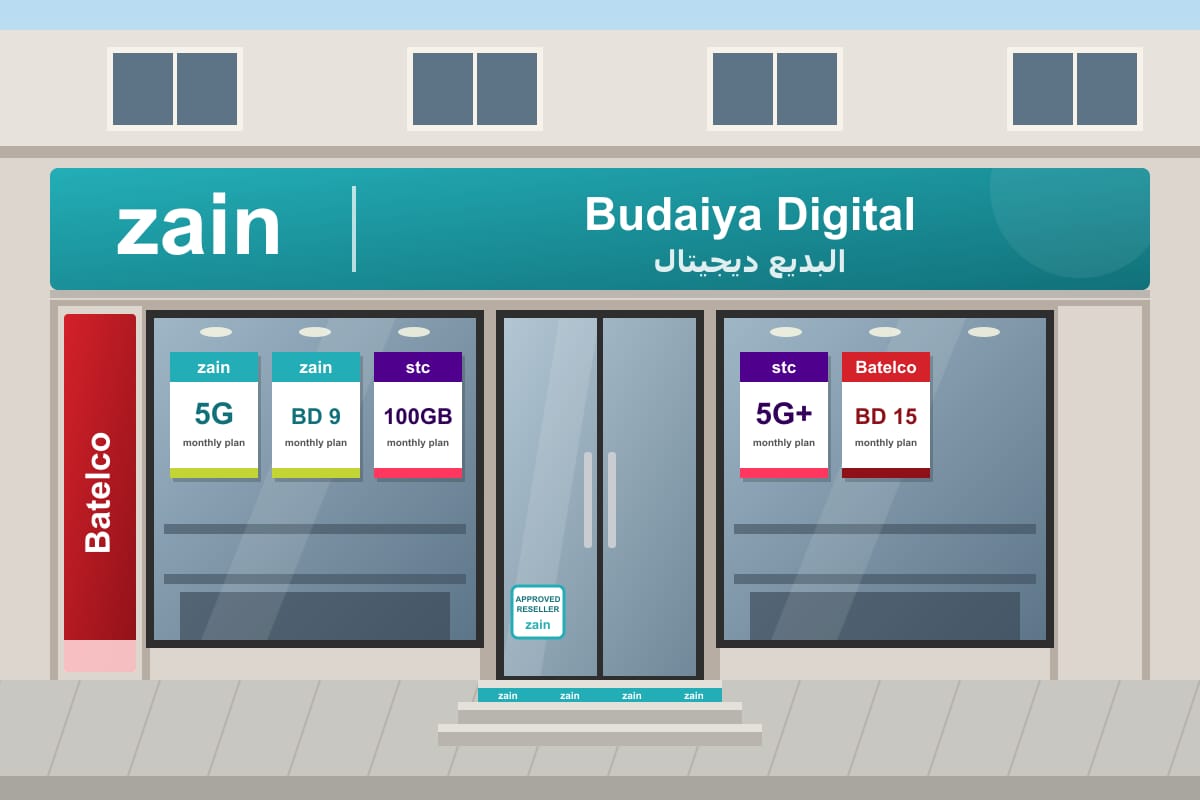 zain
Budaiya Digital
البديع ديجيتال
Batelco
zain
5G
monthly plan
zain
BD 9
monthly plan
stc
100GB
monthly plan
stc
5G+
monthly plan
Batelco
BD 15
monthly plan
APPROVED
RESELLER
zain
zain zain zain zain